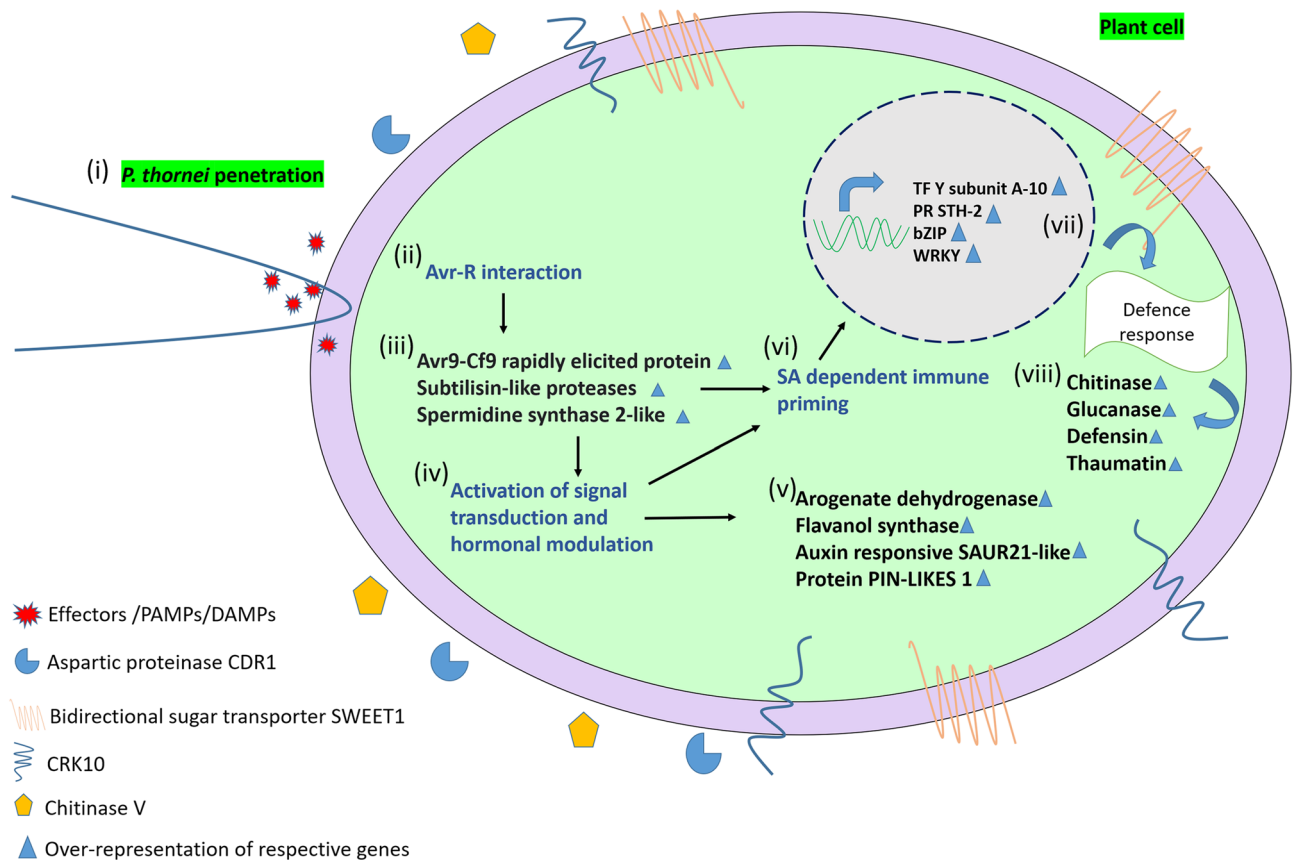 Plant cell
(i) P. thornei penetration
(ii)
Avr-R interaction
(iii)
Avr9-Cf9 rapidly elicited protein
Subtilisin-like proteases
Spermidine synthase 2-like
(iv)
Activation of signal
transduction and
hormonal modulation
(v)
Arogenate dehydrogenase
Flavanol synthase
Auxin responsive SAUR21-like
Protein PIN-LIKES 1
(vi)
SA dependent immune
priming
(vii)
TF Y subunit A-10
PR STH-2
bZIP
WRKY
Defence
response
(viii)
Chitinase
Glucanase
Defensin
Thaumatin
Effectors /PAMPs/DAMPs
Aspartic proteinase CDR1
Bidirectional sugar transporter SWEET1
CRK10
Chitinase V
Over-representation of respective genes